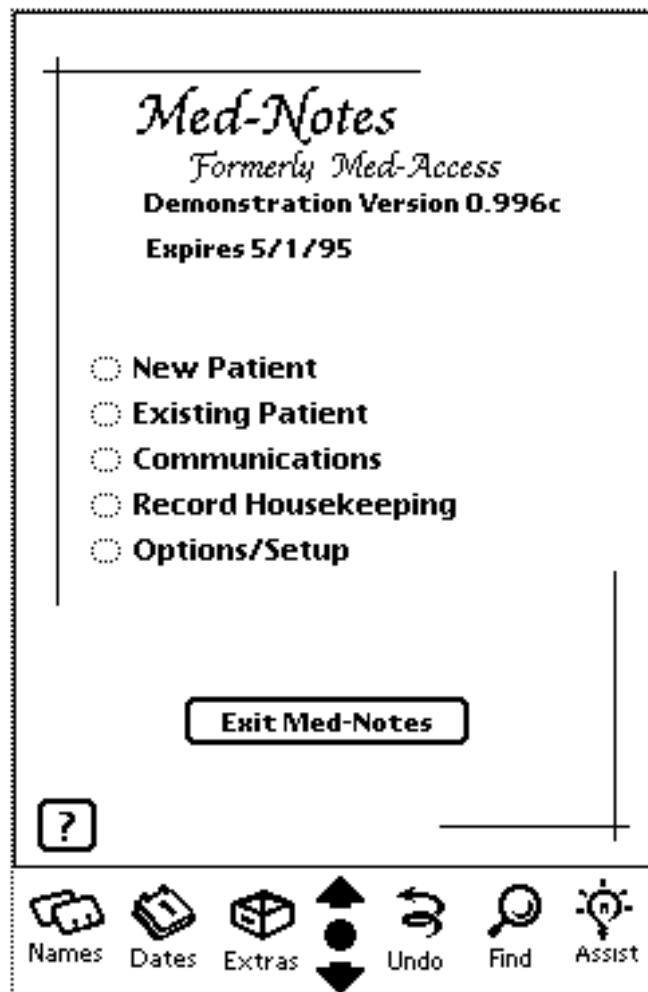 Med-Notes
Formerly Med-Access
Demonstration Version 0.996c
Expires 5/1/95
New Patient
Existing Patient
Communications
Record Housekeeping
Options/Setup
Exit Med-Notes
?
Names Dates Extras Undo Find Assist